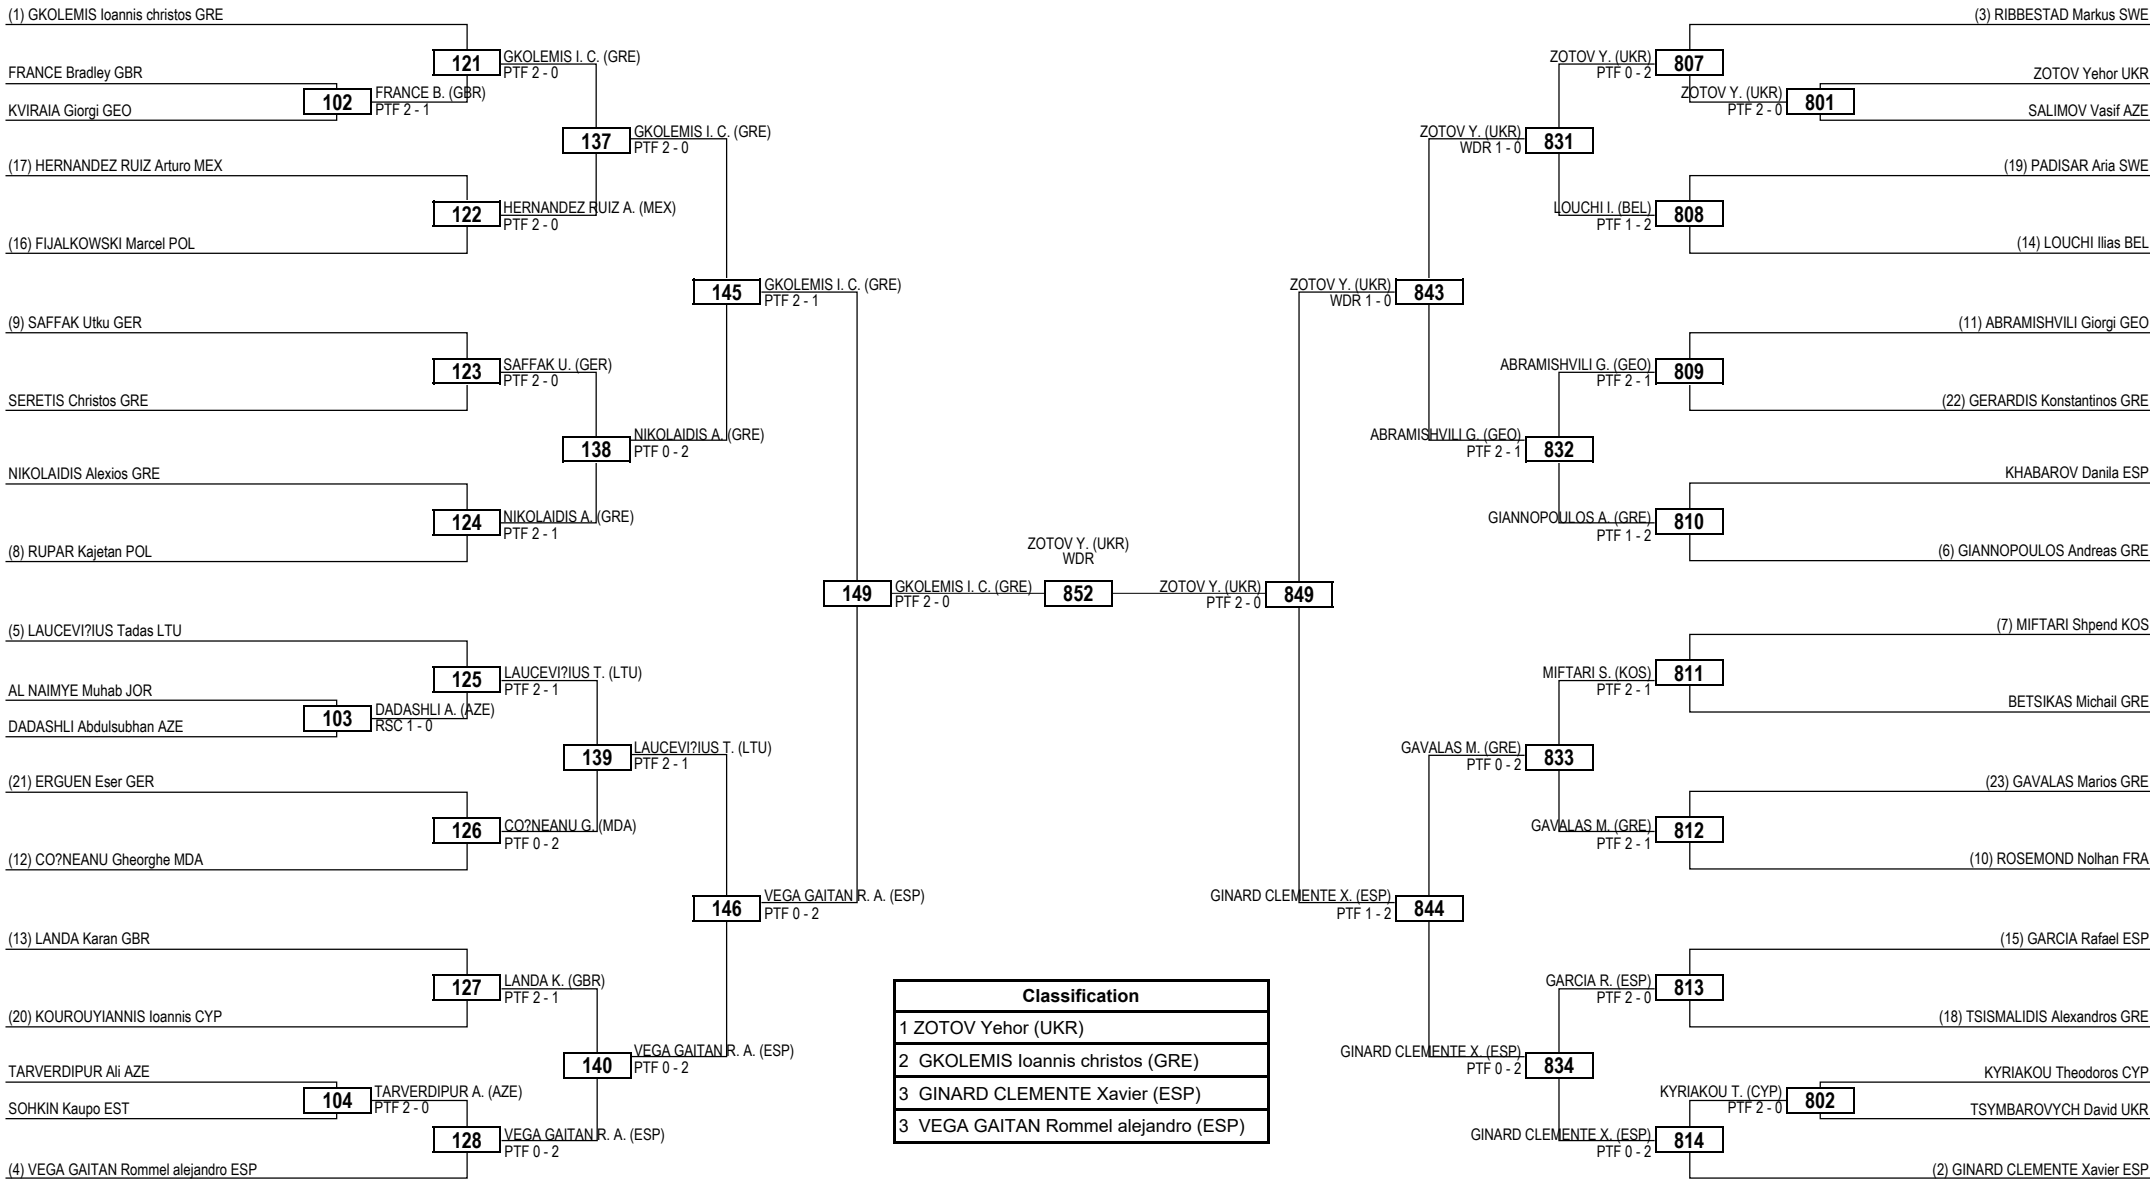 (1) GKOLEMIS Ioannis christos GRE
121
GKOLEMIS I. C. (GRE)
PTF 2 - 0
FRANCE Bradley GBR
102
FRANCE B. (GBR)
PTF 2 - 1
KVIRAIA Giorgi GEO
137
GKOLEMIS I. C. (GRE)
PTF 2 - 0
(17) HERNANDEZ RUIZ Arturo MEX
122
HERNANDEZ RUIZ A. (MEX)
PTF 2 - 0
(16) FIJALKOWSKI Marcel POL
145
GKOLEMIS I. C. (GRE)
PTF 2 - 1
(9) SAFFAK Utku GER
123
SAFFAK U. (GER)
PTF 2 - 0
SERETIS Christos GRE
138
NIKOLAIDIS A. (GRE)
PTF 0 - 2
NIKOLAIDIS Alexios GRE
124
NIKOLAIDIS A. (GRE)
PTF 2 - 1
(8) RUPAR Kajetan POL
149
GKOLEMIS I. C. (GRE)
PTF 2 - 0
(5) LAUCEVI?IUS Tadas LTU
125
LAUCEVI?IUS T. (LTU)
PTF 2 - 1
AL NAIMYE Muhab JOR
103
DADASHLI A. (AZE)
RSC 1 - 0
DADASHLI Abdulsubhan AZE
139
LAUCEVI?IUS T. (LTU)
PTF 2 - 1
(21) ERGUEN Eser GER
126
CO?NEANU G. (MDA)
PTF 0 - 2
(12) CO?NEANU Gheorghe MDA
146
VEGA GAITAN R. A. (ESP)
PTF 0 - 2
(13) LANDA Karan GBR
127
LANDA K. (GBR)
PTF 2 - 1
(20) KOUROUYIANNIS Ioannis CYP
140
VEGA GAITAN R. A. (ESP)
PTF 0 - 2
TARVERDIPUR Ali AZE
104
TARVERDIPUR A. (AZE)
PTF 2 - 0
SOHKIN Kaupo EST
128
VEGA GAITAN R. A. (ESP)
PTF 0 - 2
(4) VEGA GAITAN Rommel alejandro ESP
ZOTOV Y. (UKR)
WDR
852
Classification
1 ZOTOV Yehor (UKR)
2 GKOLEMIS Ioannis christos (GRE)
3 GINARD CLEMENTE Xavier (ESP)
3 VEGA GAITAN Rommel alejandro (ESP)
(3) RIBBESTAD Markus SWE
ZOTOV Y. (UKR)
PTF 0 - 2
807
ZOTOV Yehor UKR
ZOTOV Y. (UKR)
PTF 2 - 0
801
SALIMOV Vasif AZE
ZOTOV Y. (UKR)
WDR 1 - 0
831
(19) PADISAR Aria SWE
LOUCHI I. (BEL)
PTF 1 - 2
808
(14) LOUCHI Ilias BEL
ZOTOV Y. (UKR)
WDR 1 - 0
843
(11) ABRAMISHVILI Giorgi GEO
ABRAMISHVILI G. (GEO)
PTF 2 - 1
809
(22) GERARDIS Konstantinos GRE
ABRAMISHVILI G. (GEO)
PTF 2 - 1
832
KHABAROV Danila ESP
GIANNOPOULOS A. (GRE)
PTF 1 - 2
810
(6) GIANNOPOULOS Andreas GRE
ZOTOV Y. (UKR)
PTF 2 - 0
849
(7) MIFTARI Shpend KOS
MIFTARI S. (KOS)
PTF 2 - 1
811
BETSIKAS Michail GRE
GAVALAS M. (GRE)
PTF 0 - 2
833
(23) GAVALAS Marios GRE
GAVALAS M. (GRE)
PTF 2 - 1
812
(10) ROSEMOND Nolhan FRA
GINARD CLEMENTE X. (ESP)
PTF 1 - 2
844
(15) GARCIA Rafael ESP
GARCIA R. (ESP)
PTF 2 - 0
813
(18) TSISMALIDIS Alexandros GRE
GINARD CLEMENTE X. (ESP)
PTF 0 - 2
834
KYRIAKOU Theodoros CYP
KYRIAKOU T. (CYP)
PTF 2 - 0
802
TSYMBAROVYCH David UKR
GINARD CLEMENTE X. (ESP)
PTF 0 - 2
814
(2) GINARD CLEMENTE Xavier ESP